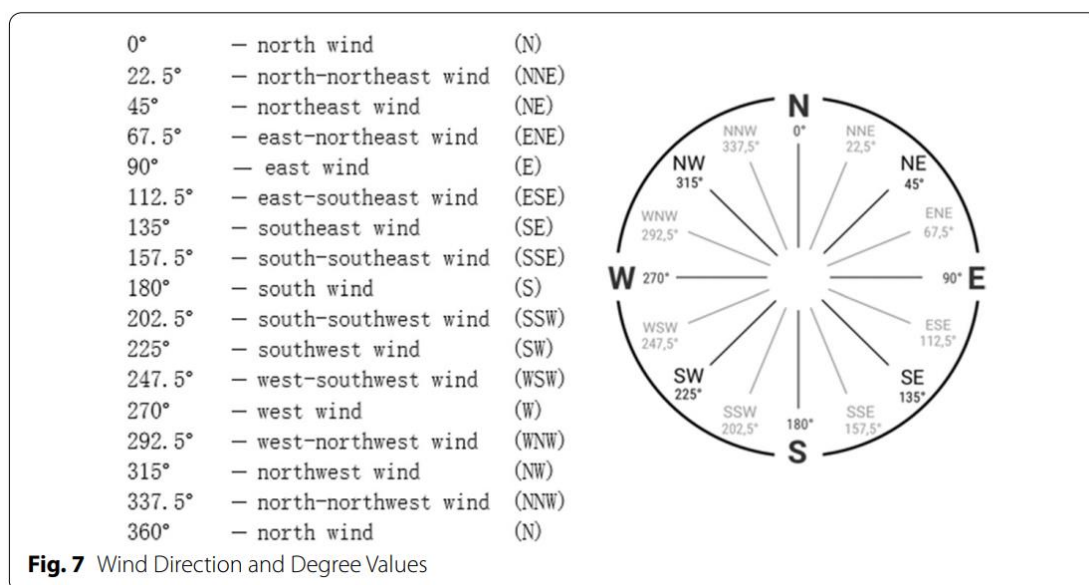 0° — north wind (N)
22.5° — north-northeast wind (NNE)
45° — northeast wind (NE)
67.5° — east-northeast wind (ENE)
90° — east wind (E)
112.5° — east-southeast wind (ESE)
135° — southeast wind (SE)
157.5° — south-southeast wind (SSE)
180° — south wind (S)
202.5° — south-southwest wind (SSW)
225° — southwest wind (SW)
247.5° — west-southwest wind (WSW)
270° — west wind (W)
292.5° — west-northwest wind (WNW)
315° — northwest wind (NW)
337.5° — north-northwest wind (NNW)
360° — north wind (N)
N
0°
NNE
22,5°
NE
45°
ENE
67,5°
90° E
ESE
112,5°
SE
135°
SSE
157,5°
180°
S
SSW
202,5°
SW
225°
WSW
247,5°
W 270°
WNW
292,5°
NW
315°
NNW
337,5°
Fig. 7 Wind Direction and Degree Values